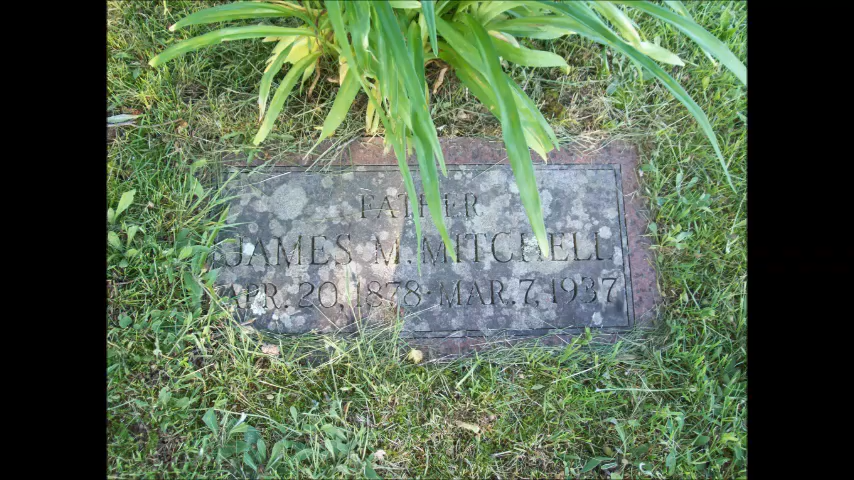 FATHER
JAMES M. MITCHELL
APR. 20, 1878 · MAR. 7, 1937